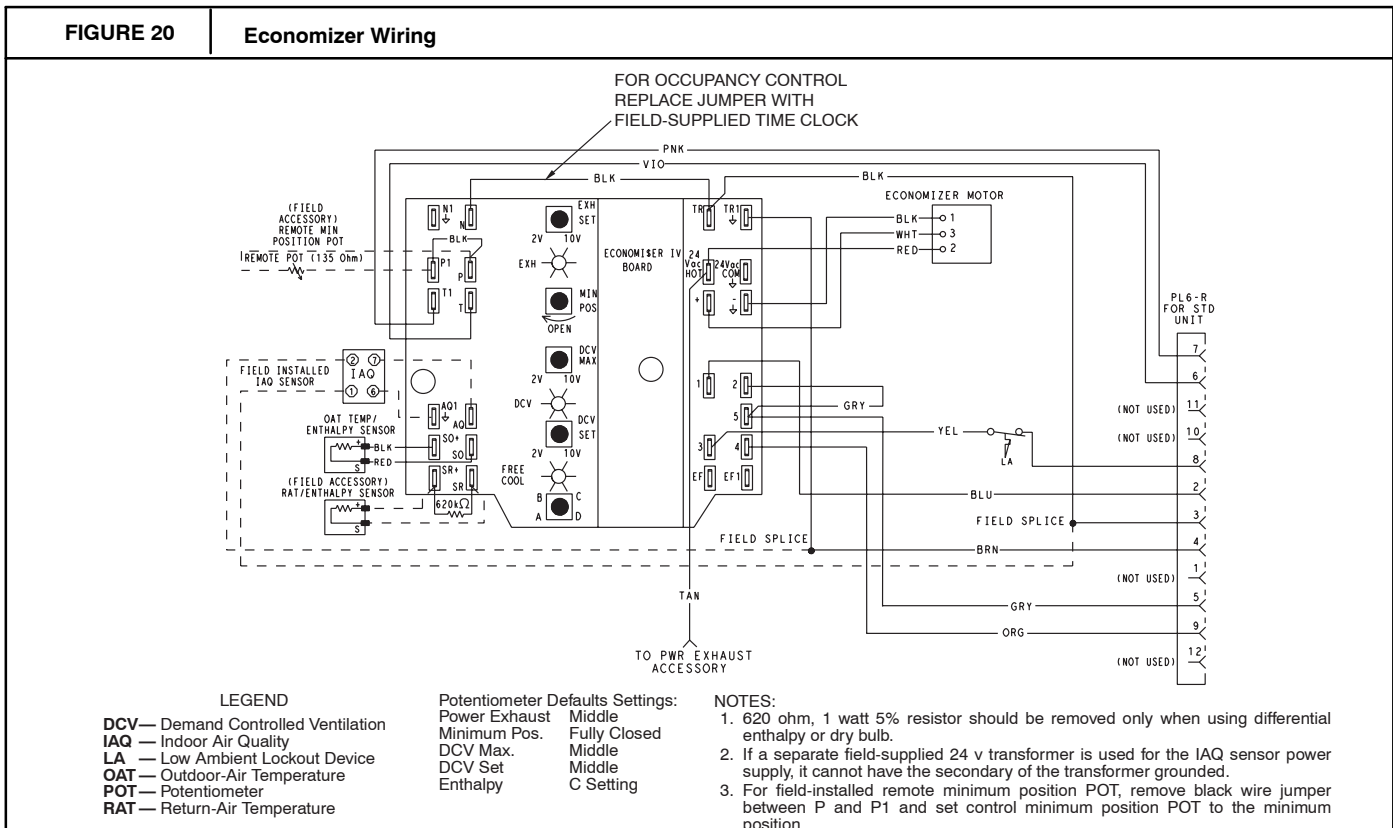 FIGURE 20
Economizer Wiring
FOR OCCUPANCY CONTROL
REPLACE JUMPER WITH
FIELD-SUPPLIED TIME CLOCK
PNK
VIO
BLK
BLK
(FIELD
ACCESSORY)
REMOTE MIN
POSITION POT
REMOTE POT (135 Ohm)
N1
N
BLK
P1
P
T1
T
EXH
SET
2V 10V
EXH
MIN
POS
OPEN
DCV
MAX
2V 10V
DCV
DCV
SET
2V 10V
FREE
COOL
B C
A D
ECONOMI$ER IV
BOARD
TR
TR1
24
Vac
HOT
24Vac
COM
+
-
1
2
5
3
4
EF
EF1
ECONOMIZER MOTOR
BLK 1
WHT 3
RED 2
FIELD INSTALLED
IAQ SENSOR
2 7
IAQ
1 6
AQ1
AQ
OAT TEMP/
ENTHALPY SENSOR
+
S
BLK
RED
SO+
SO
(FIELD ACCESSORY)
RAT/ENTHALPY SENSOR
+
S
SR+
SR
620kΩ
GRY
YEL
LA
BLU
FIELD SPLICE
FIELD SPLICE
BRN
TAN
GRY
ORG
TO PWR EXHAUST
ACCESSORY
PL6-R
FOR STD
UNIT
7
6
(NOT USED) 11
(NOT USED) 10
8
2
3
4
(NOT USED) 1
5
9
(NOT USED) 12
LEGEND
DCV — Demand Controlled Ventilation
IAQ — Indoor Air Quality
LA — Low Ambient Lockout Device
OAT — Outdoor-Air Temperature
POT — Potentiometer
RAT — Return-Air Temperature
Potentiometer Defaults Settings:
Power Exhaust Middle
Minimum Pos. Fully Closed
DCV Max. Middle
DCV Set Middle
Enthalpy C Setting
NOTES:
1. 620 ohm, 1 watt 5% resistor should be removed only when using differential
enthalpy or dry bulb.
2. If a separate field-supplied 24 v transformer is used for the IAQ sensor power
supply, it cannot have the secondary of the transformer grounded.
3. For field-installed remote minimum position POT, remove black wire jumper
between P and P1 and set control minimum position POT to the minimum
position.